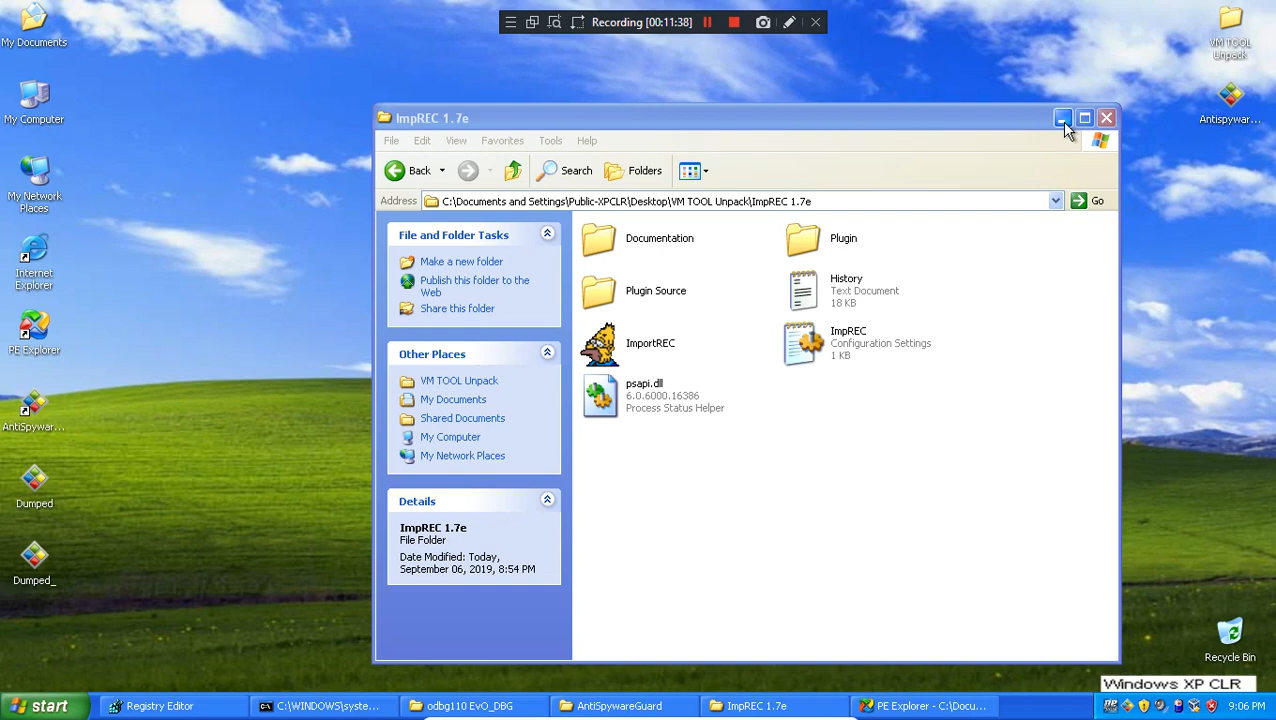 Recording [00:11:38]
My Documents
My Computer
My Network
Places
Internet
Explorer
PE Explorer
AntiSpywar...
Dumped
Dumped_
VM TOOL
Unpack
Antispywar...
Recycle Bin
ImpREC 1.7e
File Edit View Favorites Tools Help
Back Search Folders
Address C:\Documents and Settings\Public-XPCLR\Desktop\VM TOOL Unpack\ImpREC 1.7e Go
File and Folder Tasks
Make a new folder
Publish this folder to the
Web
Share this folder
Other Places
VM TOOL Unpack
My Documents
Shared Documents
My Computer
My Network Places
Details
ImpREC 1.7e
File Folder
Date Modified: Today,
September 06, 2019, 8:54 PM
Documentation
Plugin
Plugin Source
History
Text Document
18 KB
ImportREC
ImpREC
Configuration Settings
1 KB
psapi.dll
6.0.6000.16386
Process Status Helper
Windows XP CLR
start Registry Editor C:\WINDOWS\syste... odbg110 EvO_DBG AntiSpywareGuard ImpREC 1.7e PE Explorer - C:\Docu... 9:06 PM